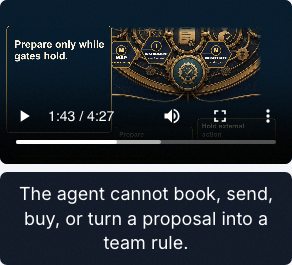 Prepare only while
gates hold.
MAP
1:43 / 4:27
Prepare
Hold external
action
The agent cannot book, send,
buy, or turn a proposal into a
team rule.